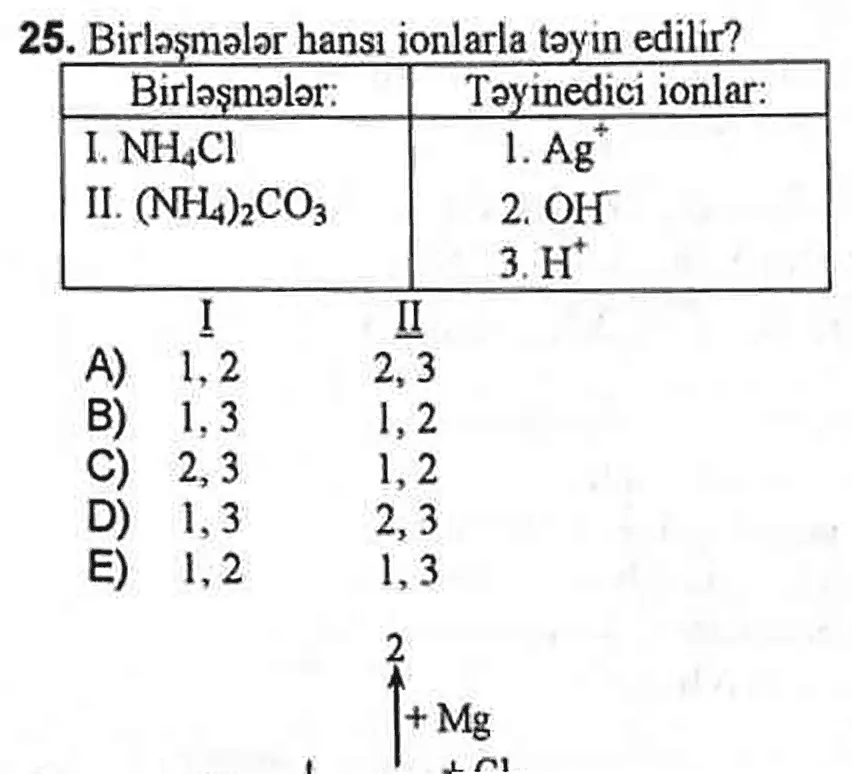 25. Birləşmələr hansı ionlarla təyin edilir?
Birləşmələr: Təyinedici ionlar:
I. NH₄Cl 1. Ag⁺
II. (NH₄)₂CO₃ 2. OH⁻
3. H⁺
I II
A) 1, 2 2, 3
B) 1, 3 1, 2
C) 2, 3 1, 2
D) 1, 3 2, 3
E) 1, 2 1, 3
2
+ Mg
+ Cl